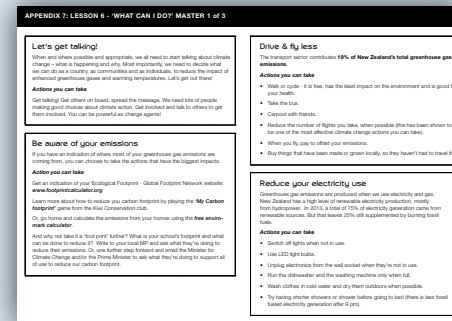 APPENDIX 7: LESSON 6 - 'WHAT CAN I DO?' MASTER 1 of 3
Let's get talking!
When and where possible and appropriate, we all need to start talking about climate
change – what is happening and why. Most importantly, we need to decide what
we can do as a country, as communities and as individuals, to reduce the impact of
enhanced greenhouse gases and warming temperatures. Let's get out there!
Actions you can take
Get talking! Get others on board, spread the message. We need lots of people
making good choices about climate action. Get involved and talk to others to get
them involved. You can be powerful as change agents!
Be aware of your emissions
If you have an indication of where most of your greenhouse gas emissions are
coming from, you can choose to take the actions that have the biggest impacts.
Actions you can take
Get an indication of your Ecological Footprint - Global Footprint Network website:
www.footprintcalculator.org
Learn more about how to reduce your carbon footprint by playing the 'My Carbon
footprint' game from the Kiwi Conservation club.
Or, go home and calculate the emissions from your homes using the free enviro-
mark calculator.
And why not take it a 'foot print' further? What is your school's footprint and what
can be done to reduce it? Write to your local MP and ask what they're doing to
reduce their emissions. Or, one further step forward and email the Minister for
Climate Change and/or the Prime Minister to ask what they're doing to support all
of use to reduce our carbon footprint.
Drive & fly less
The transport sector contributes 19% of New Zealand's total greenhouse gas
emissions.
Actions you can take
• Walk or cycle - it is free, has the least impact on the environment and is good f
your health.
• Take the bus.
• Carpool with friends.
• Reduce the number of flights you take, when possible (this has been shown to
be one of the most effective climate change actions you can take).
• When you fly, pay to offset your emissions.
• Buy things that have been made or grown locally, so they haven't had to travel fa
Reduce your electricity use
Greenhouse gas emissions are produced when we use electricity and gas.
New Zealand has a high level of renewable electricity production, mostly
from hydropower. In 2013, a total of 75% of electricity generation came from
renewable sources. But that leaves 25% still supplemented by burning fossil
fuels.
Actions you can take
• Switch off lights when not in use.
• Use LED light bulbs.
• Unplug electronics from the wall socket when they're not in use.
• Run the dishwasher and the washing machine only when full.
• Wash clothes in cold water and dry them outdoors when possible.
• Try having shorter showers or shower before going to bed (there is less fossil
fueled electricity generation after 9 pm).